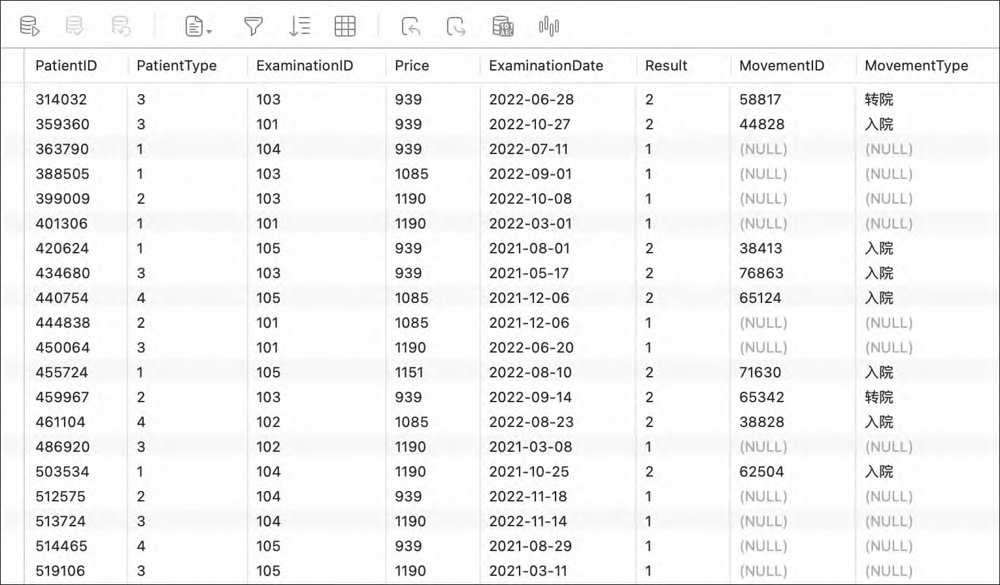 PatientID PatientType ExaminationID Price ExaminationDate Result MovementID MovementType
314032 3 103 939 2022-06-28 2 58817 转院
359360 3 101 939 2022-10-27 2 44828 入院
363790 1 104 939 2022-07-11 1 (NULL) (NULL)
388505 1 103 1085 2022-09-01 1 (NULL) (NULL)
399009 2 103 1190 2022-10-08 1 (NULL) (NULL)
401306 1 101 1190 2022-03-01 1 (NULL) (NULL)
420624 1 105 939 2021-08-01 2 38413 入院
434680 3 103 939 2021-05-17 2 76863 入院
440754 4 105 1085 2021-12-06 2 65124 入院
444838 2 101 1085 2021-12-06 1 (NULL) (NULL)
450064 3 101 1190 2022-06-20 1 (NULL) (NULL)
455724 1 105 1151 2022-08-10 2 71630 入院
459967 2 103 939 2022-09-14 2 65342 转院
461104 4 102 1085 2022-08-23 2 38828 入院
486920 3 102 1190 2021-03-08 1 (NULL) (NULL)
503534 1 104 1190 2021-10-25 2 62504 入院
512575 2 104 939 2022-11-18 1 (NULL) (NULL)
513724 3 104 1190 2022-11-14 1 (NULL) (NULL)
514465 4 105 939 2021-08-29 1 (NULL) (NULL)
519106 3 105 1190 2021-03-11 1 (NULL) (NULL)